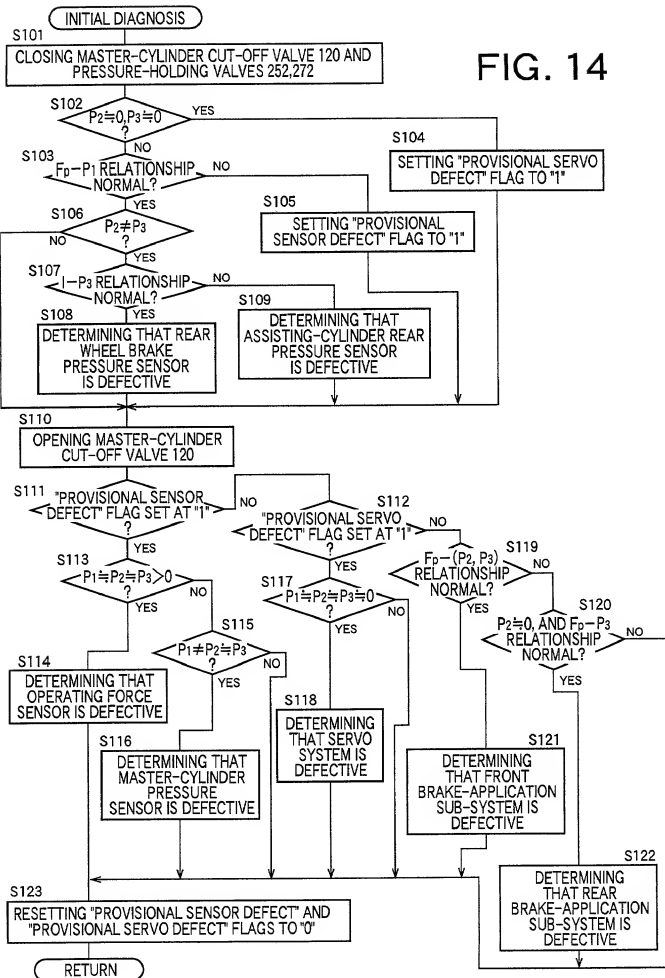 INITIAL DIAGNOSIS
FIG. 14
S101
CLOSING MASTER-CYLINDER CUT-OFF VALVE 120 AND
PRESSURE-HOLDING VALVES 252,272
S102
P2≒0,P3≒0
?
YES
NO
S103
FP–P1 RELATIONSHIP
NORMAL?
NO
YES
S104
SETTING "PROVISIONAL SERVO
DEFECT" FLAG TO "1"
S105
SETTING "PROVISIONAL
SENSOR DEFECT" FLAG TO "1"
S106
P2≠P3
?
NO
YES
S107
I–P3 RELATIONSHIP
NORMAL?
NO
YES
S108
DETERMINING THAT REAR
WHEEL BRAKE
PRESSURE SENSOR
IS DEFECTIVE
S109
DETERMINING THAT
ASSISTING-CYLINDER REAR
PRESSURE SENSOR
IS DEFECTIVE
S110
OPENING MASTER-CYLINDER
CUT-OFF VALVE 120
S111
"PROVISIONAL SENSOR
DEFECT" FLAG SET AT "1"
?
NO
YES
S112
"PROVISIONAL SERVO
DEFECT" FLAG SET AT "1"
?
NO
YES
S113
P1≒P2≒P3>0
?
NO
YES
S114
DETERMINING THAT
OPERATING FORCE
SENSOR IS DEFECTIVE
S115
P1≠P2≒P3
?
NO
YES
S116
DETERMINING THAT
MASTER-CYLINDER
PRESSURE
SENSOR IS DEFECTIVE
S117
P1≒P2≒P3≒0
?
NO
YES
S118
DETERMINING
THAT SERVO
SYSTEM IS
DEFECTIVE
S119
FP–(P2, P3)
RELATIONSHIP
NORMAL?
NO
YES
S120
P2≒0, AND FP–P3
RELATIONSHIP
NORMAL?
NO
YES
S121
DETERMINING
THAT FRONT
BRAKE-APPLICATION
SUB-SYSTEM IS
DEFECTIVE
S122
DETERMINING
THAT REAR
BRAKE-APPLICATION
SUB-SYSTEM IS
DEFECTIVE
S123
RESETTING "PROVISIONAL SENSOR DEFECT" AND
"PROVISIONAL SERVO DEFECT" FLAGS TO "0"
RETURN